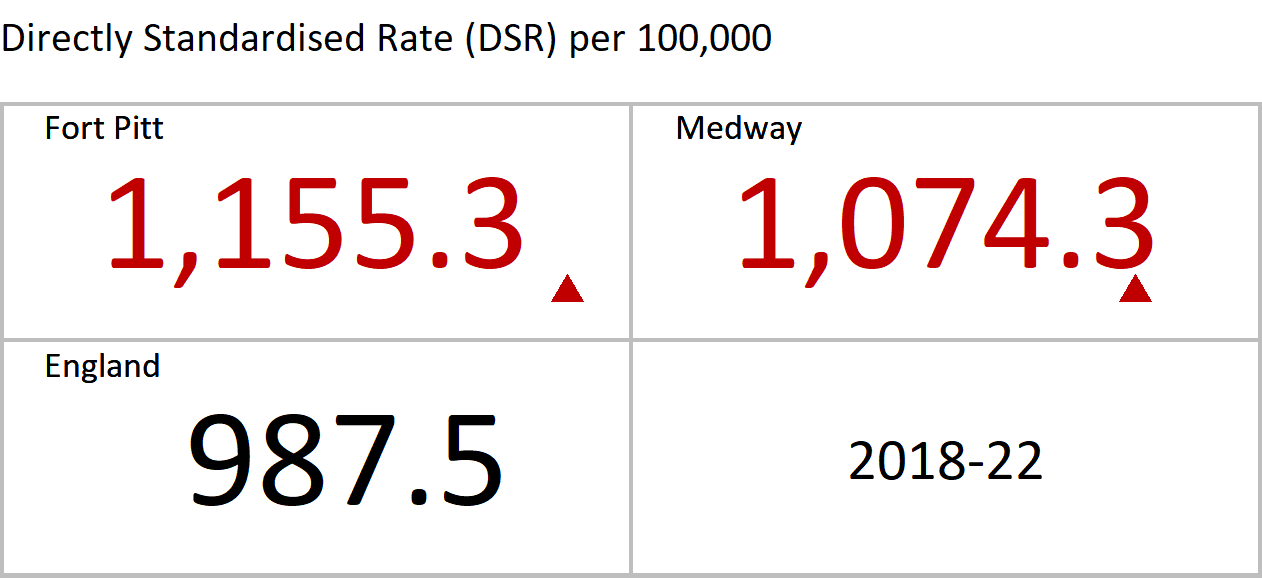 Directly Standardised Rate (DSR) per 100,000
Fort Pitt
1,155.3
Medway
1,074.3
England
987.5
2018-22